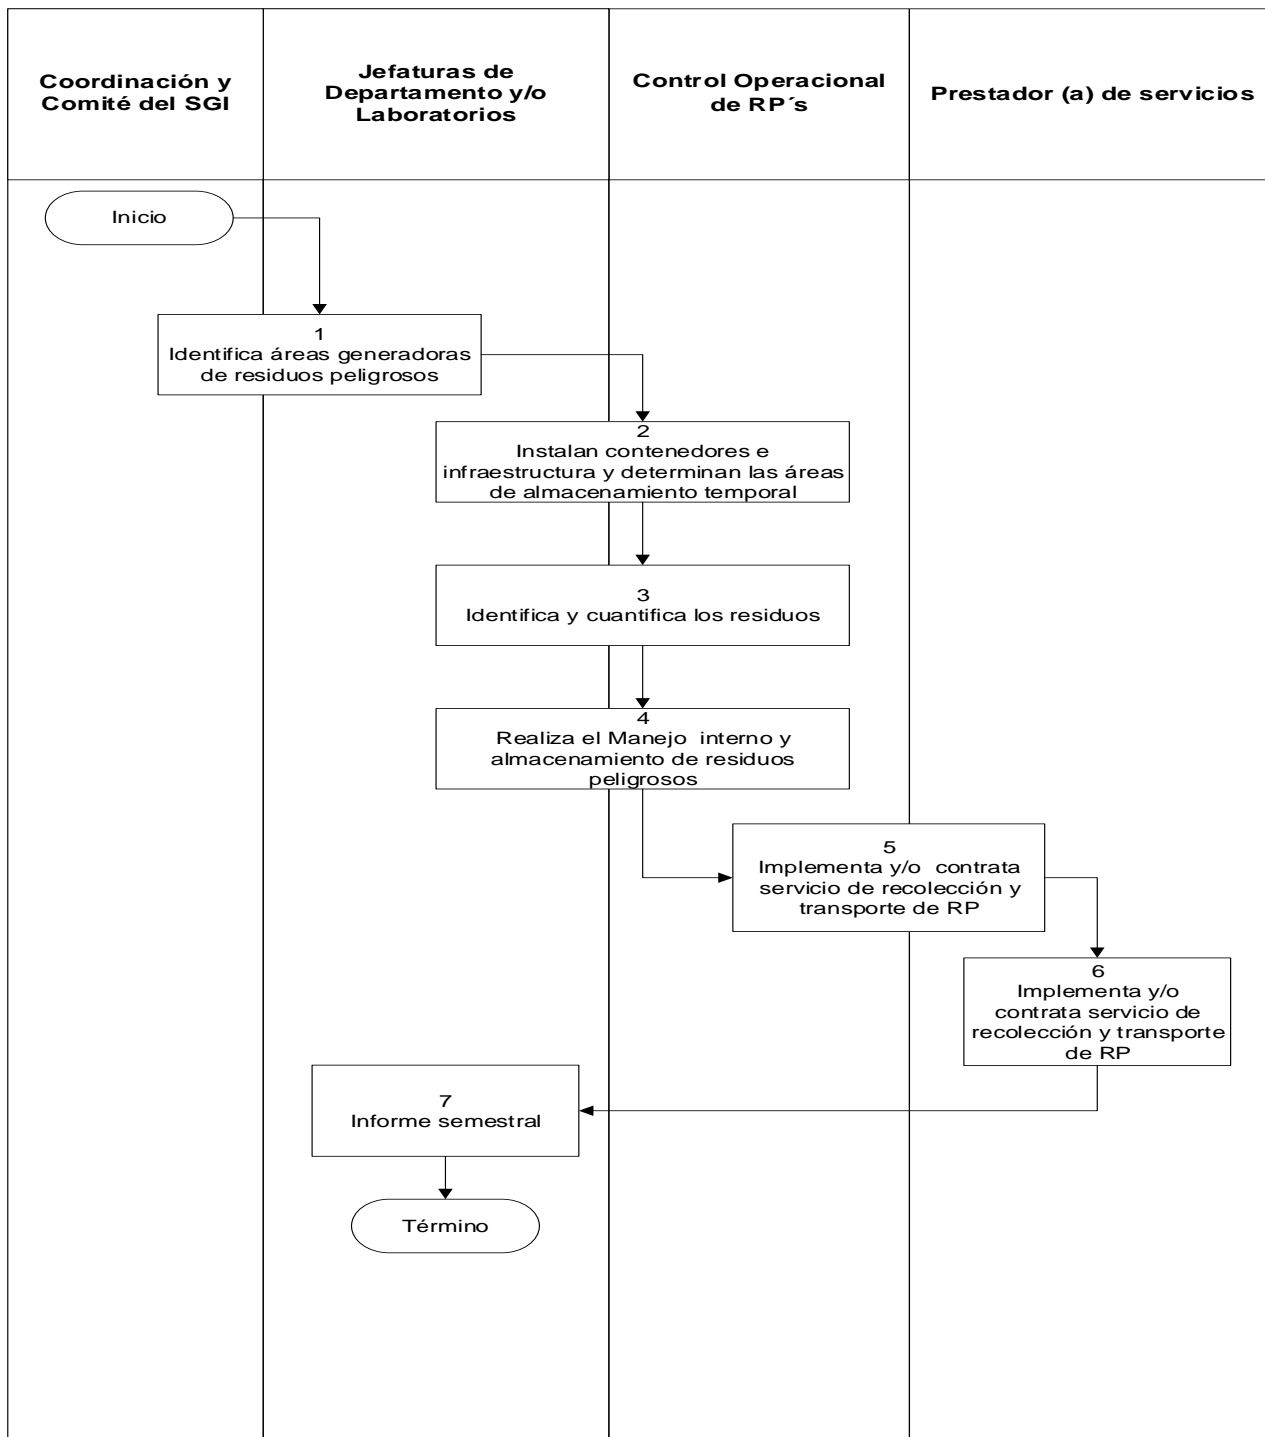 Coordinación y
Comité del SGI
Jefaturas de
Departamento y/o
Laboratorios
Control Operacional
de RP´s
Prestador (a) de servicios
Inicio
1
Identifica áreas generadoras
de residuos peligrosos
2
Instalan contenedores e
infraestructura y determinan las áreas
de almacenamiento temporal
3
Identifica y cuantifica los residuos
4
Realiza el Manejo  interno y
almacenamiento de residuos
peligrosos
5
Implementa y/o  contrata
servicio de recolección y
transporte de RP
6
Implementa y/o
contrata servicio de
recolección y transporte
de RP
7
Informe semestral
Término